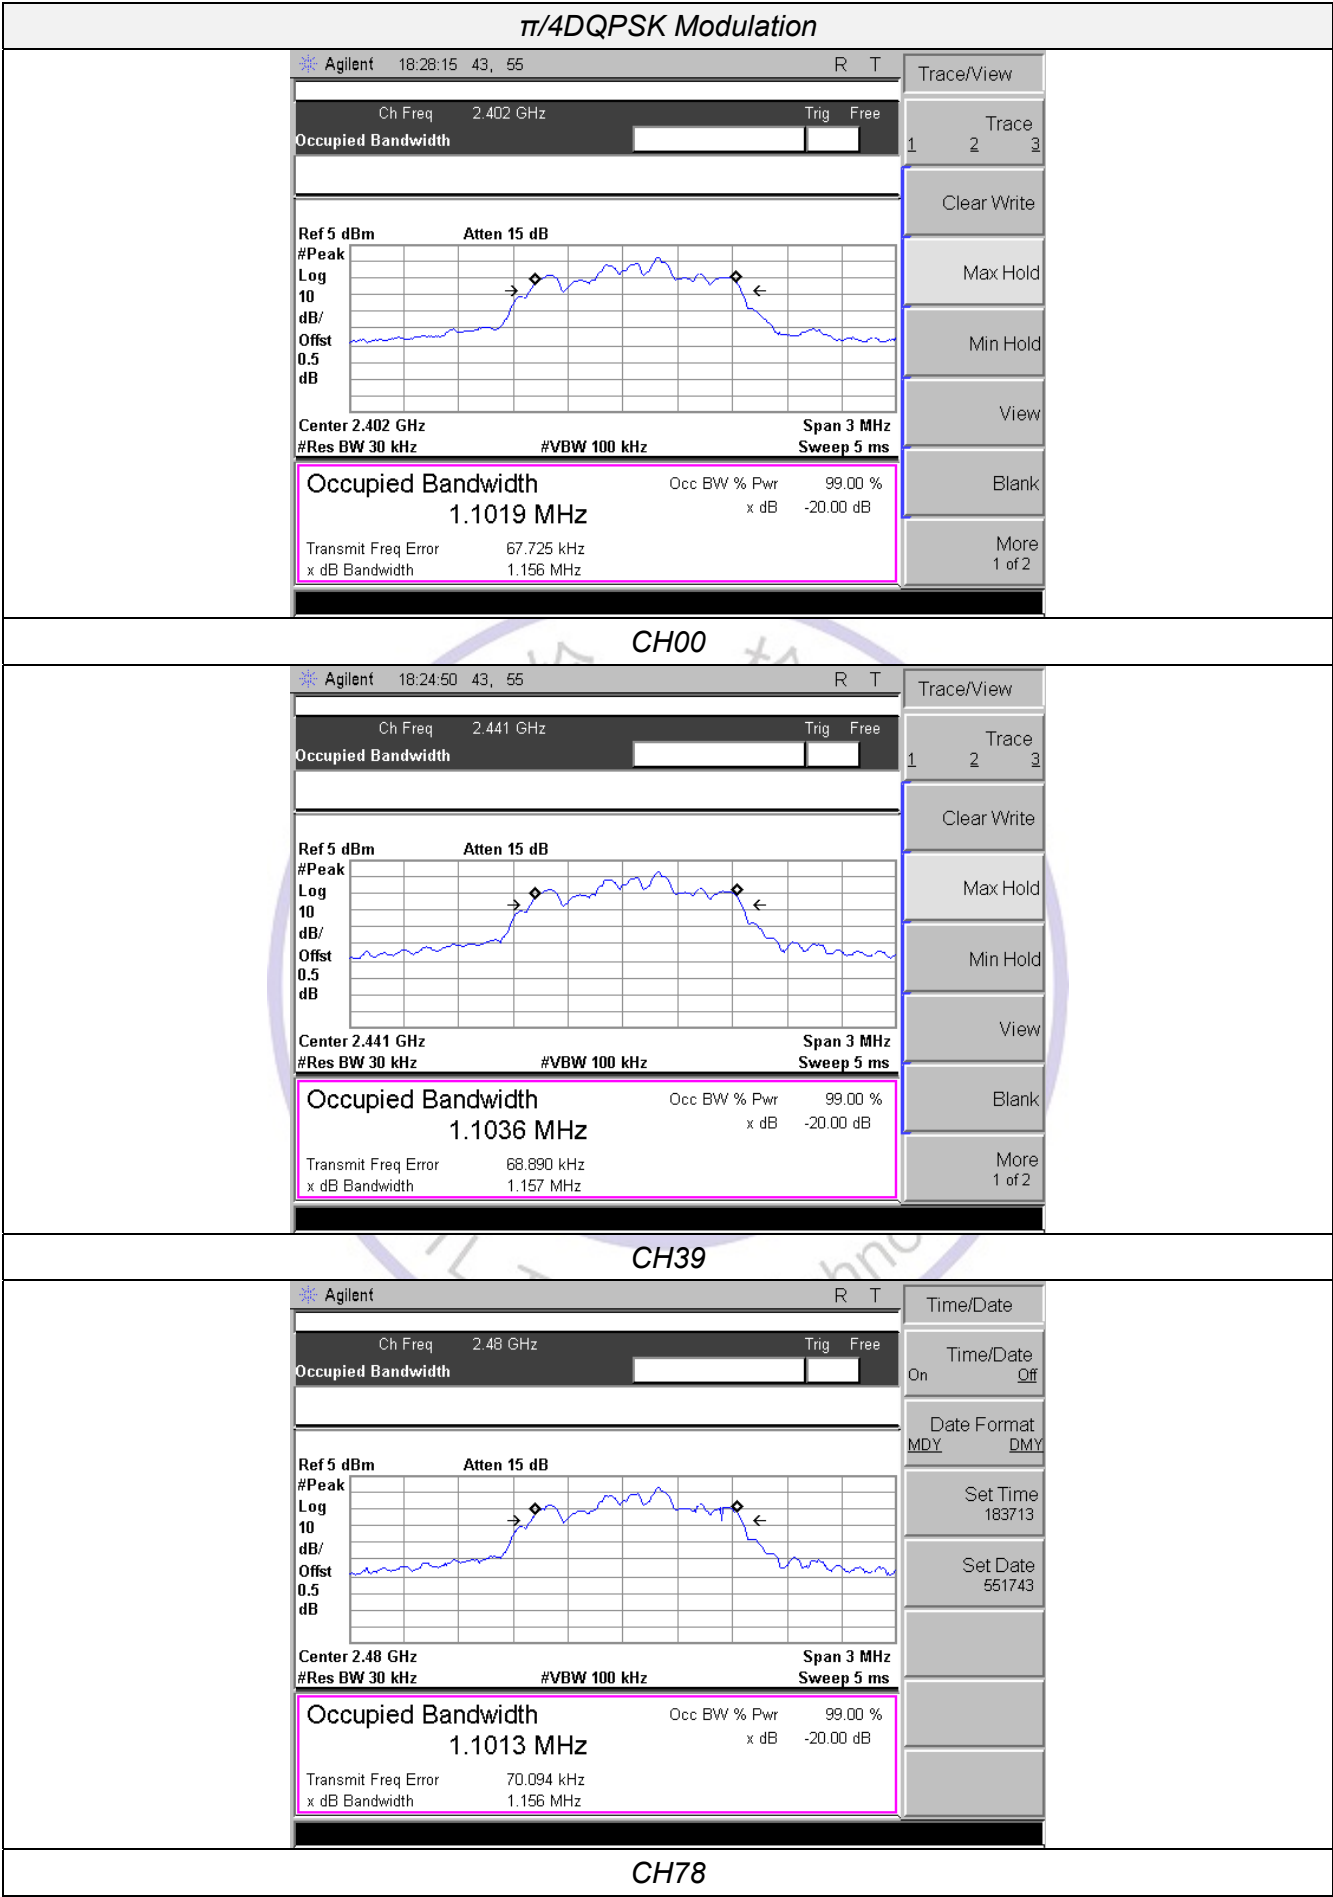 π/4DQPSK Modulation
Agilent 18:28:15 43, 55 R T
Trace/View
Ch Freq 2.402 GHz Trig Free
Occupied Bandwidth
Trace
1 2 3
Clear Write
Max Hold
Min Hold
View
Blank
More
1 of 2
Ref 5 dBm Atten 15 dB
#Peak
Log
10
dB/
Offst
0.5
dB
Center 2.402 GHz Span 3 MHz
#Res BW 30 kHz #VBW 100 kHz Sweep 5 ms
Occupied Bandwidth Occ BW % Pwr 99.00 %
1.1019 MHz x dB -20.00 dB
Transmit Freq Error 67.725 kHz
x dB Bandwidth 1.156 MHz
CH00
Agilent 18:24:50 43, 55 R T
Trace/View
Ch Freq 2.441 GHz Trig Free
Occupied Bandwidth
Trace
1 2 3
Clear Write
Max Hold
Min Hold
View
Blank
More
1 of 2
Ref 5 dBm Atten 15 dB
#Peak
Log
10
dB/
Offst
0.5
dB
Center 2.441 GHz Span 3 MHz
#Res BW 30 kHz #VBW 100 kHz Sweep 5 ms
Occupied Bandwidth Occ BW % Pwr 99.00 %
1.1036 MHz x dB -20.00 dB
Transmit Freq Error 68.890 kHz
x dB Bandwidth 1.157 MHz
CH39
Agilent R T
Time/Date
Ch Freq 2.48 GHz Trig Free
Occupied Bandwidth
Time/Date
On Off
Date Format
MDY DMY
Set Time
183713
Set Date
551743
Ref 5 dBm Atten 15 dB
#Peak
Log
10
dB/
Offst
0.5
dB
Center 2.48 GHz Span 3 MHz
#Res BW 30 kHz #VBW 100 kHz Sweep 5 ms
Occupied Bandwidth Occ BW % Pwr 99.00 %
1.1013 MHz x dB -20.00 dB
Transmit Freq Error 70.094 kHz
x dB Bandwidth 1.156 MHz
CH78